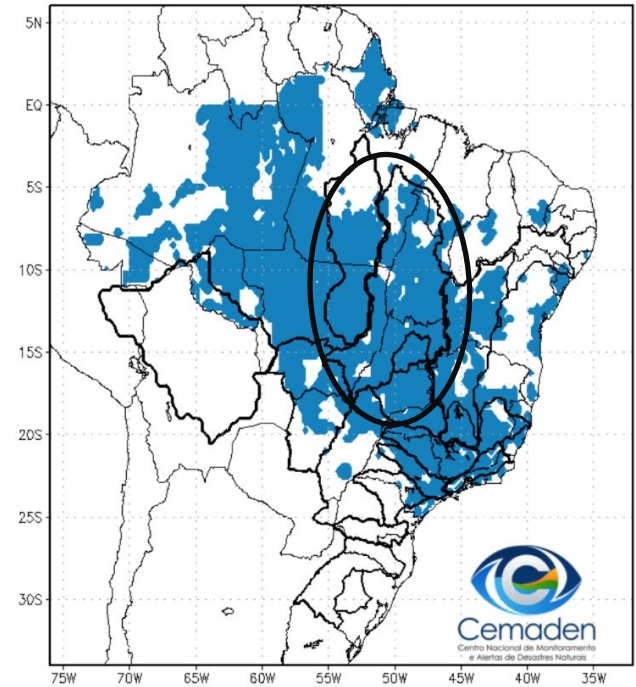 5N
EQ
5S
10S
15S
20S
25S
30S
75W 70W 65W 60W 55W 50W 45W 40W 35W
Cemaden
Centro Nacional de Monitoramento
e Alertas de Desastres Naturais